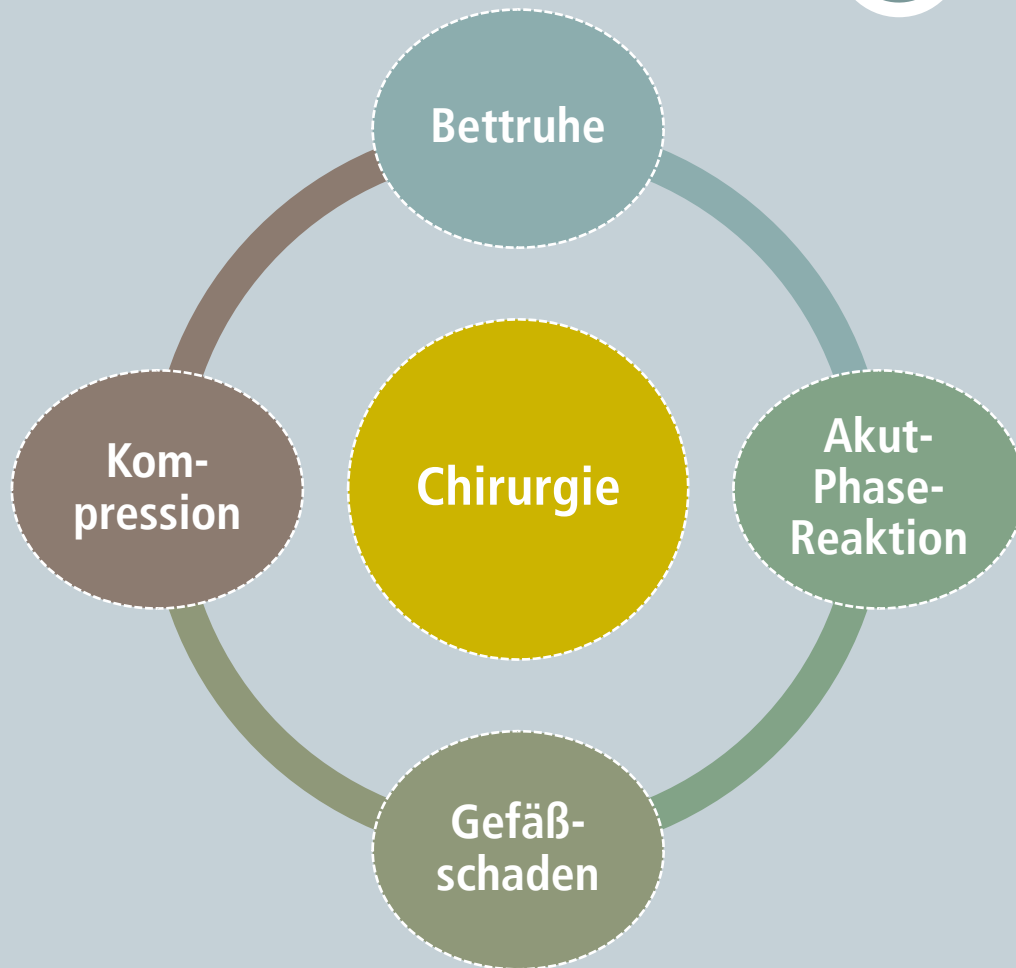 Bettruhe
Kom-
pression
Chirurgie
Akut-
Phase-
Reaktion
Gefäß-
schaden